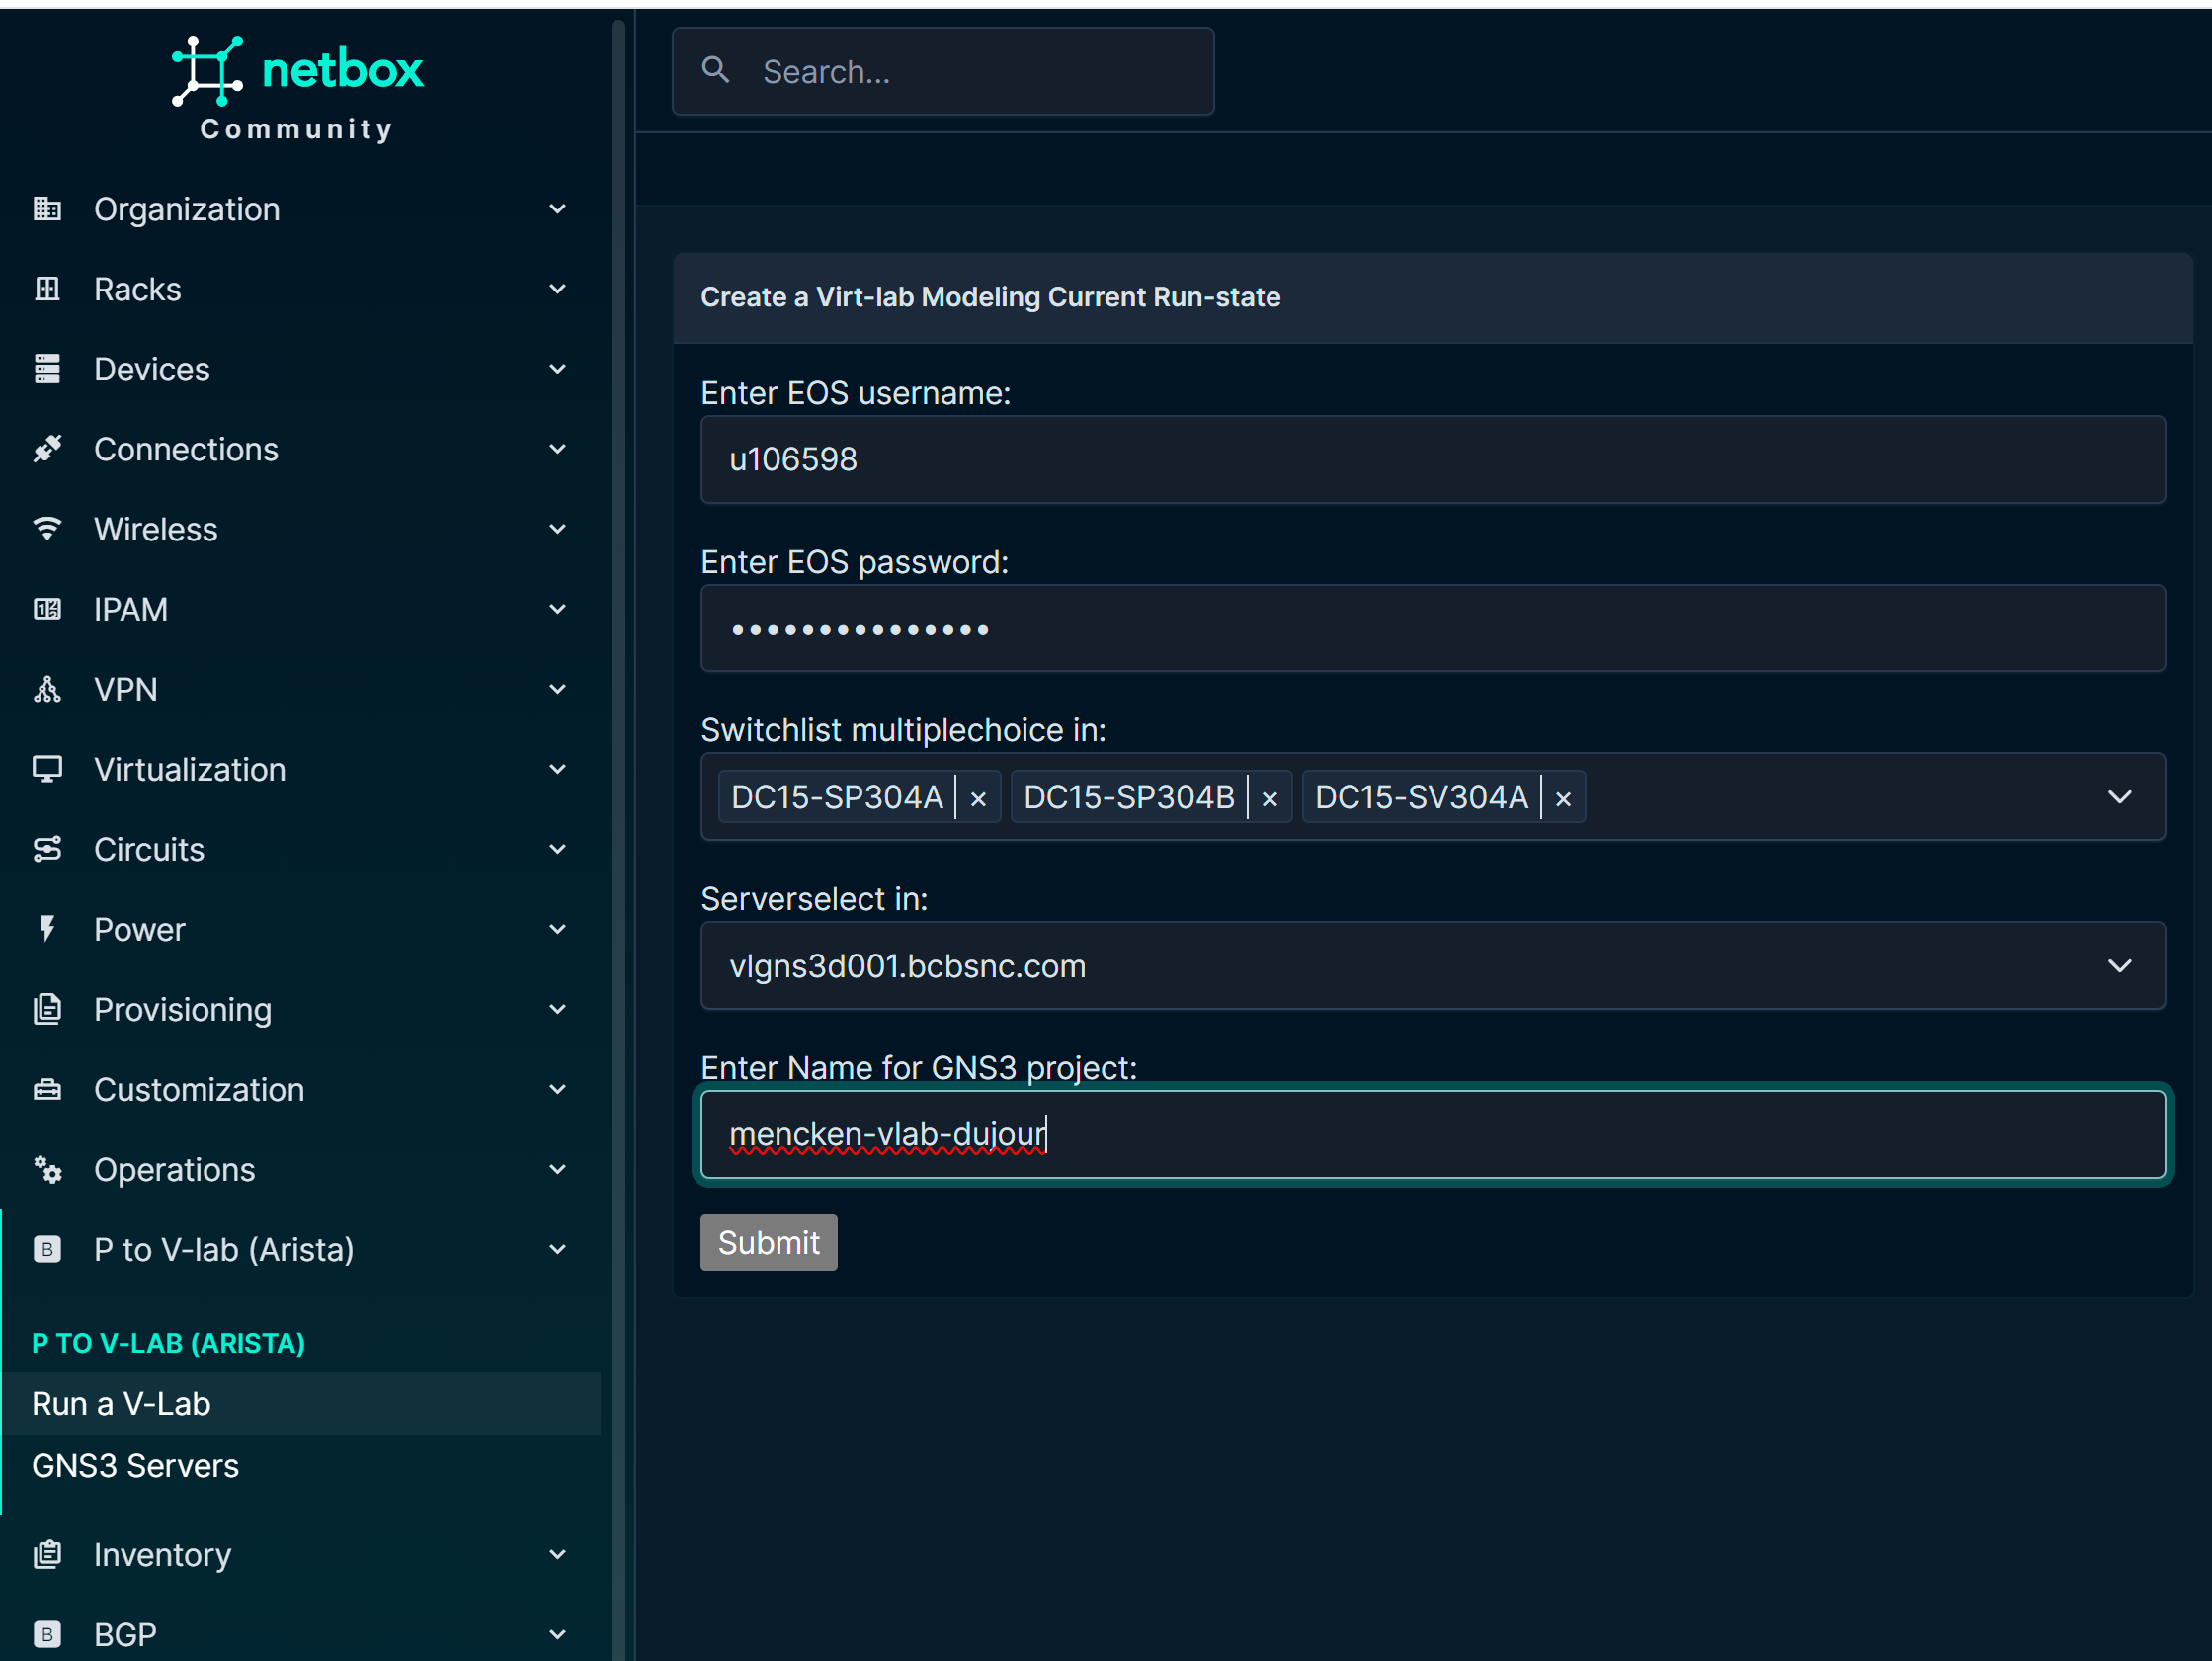 netbox
Community
Search...
Organization
Racks
Devices
Connections
Wireless
IPAM
VPN
Virtualization
Circuits
Power
Provisioning
Customization
Operations
B P to V-lab (Arista)
P TO V-LAB (ARISTA)
Run a V-Lab
GNS3 Servers
Inventory
B BGP
Create a Virt-lab Modeling Current Run-state
Enter EOS username:
u106598
Enter EOS password:
•••••••••••••••
Switchlist multiplechoice in:
DC15-SP304A × DC15-SP304B × DC15-SV304A ×
Serverselect in:
vlgns3d001.bcbsnc.com
Enter Name for GNS3 project:
mencken-vlab-dujour
Submit